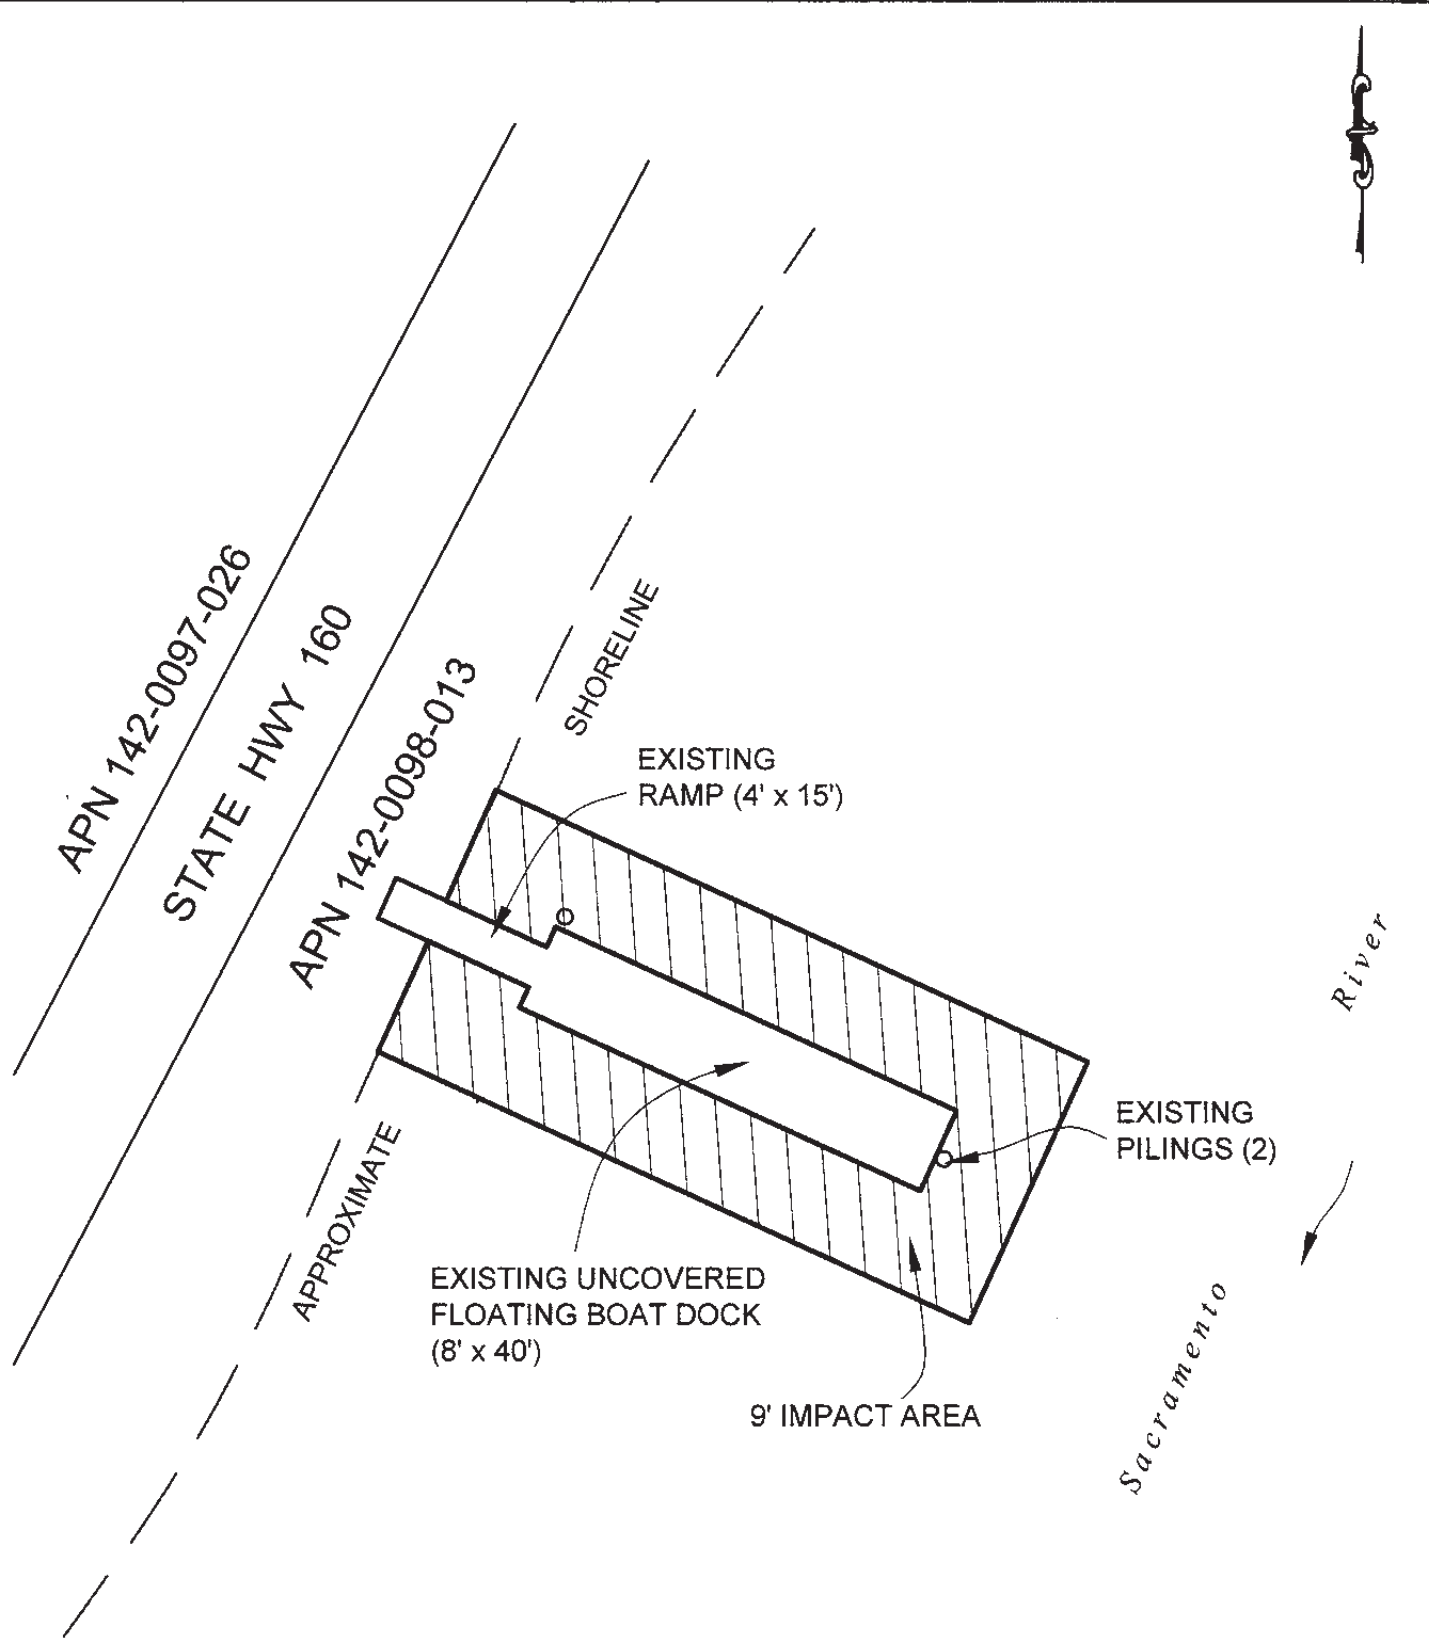 APN 142-0097-026
STATE HWY 160
APN 142-0098-013
SHORELINE
EXISTING
RAMP (4' x 15')
River
EXISTING
PILINGS (2)
APPROXIMATE
EXISTING UNCOVERED
FLOATING BOAT DOCK
(8' x 40')
Sacramento
9' IMPACT AREA